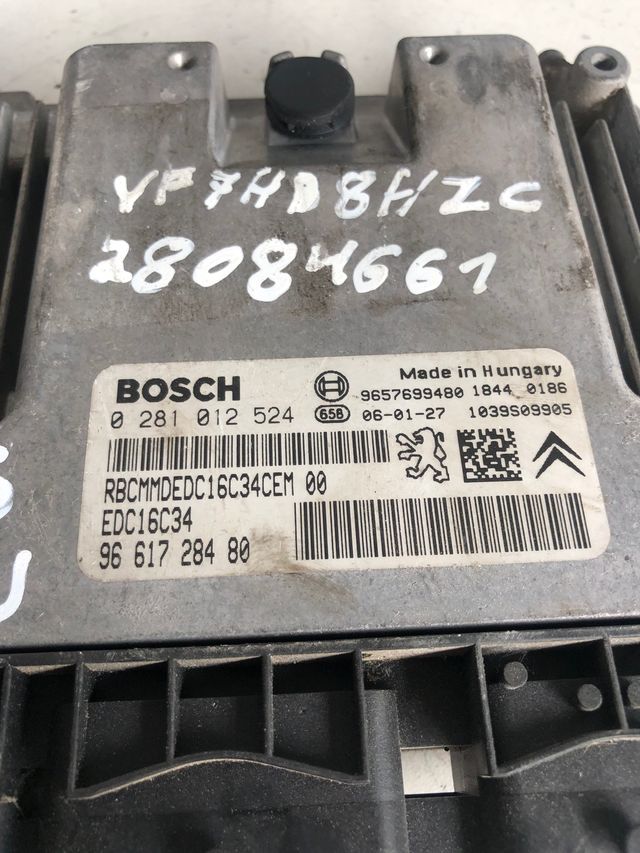 VF7HD8HZC
28084661
BOSCH
Made in Hungary
9657699480 1844 0186
0 281 012 524 658 06-01-27 1039S09905
RBCMMDEDC16C34CEM 00
EDC16C34
96 617 284 80